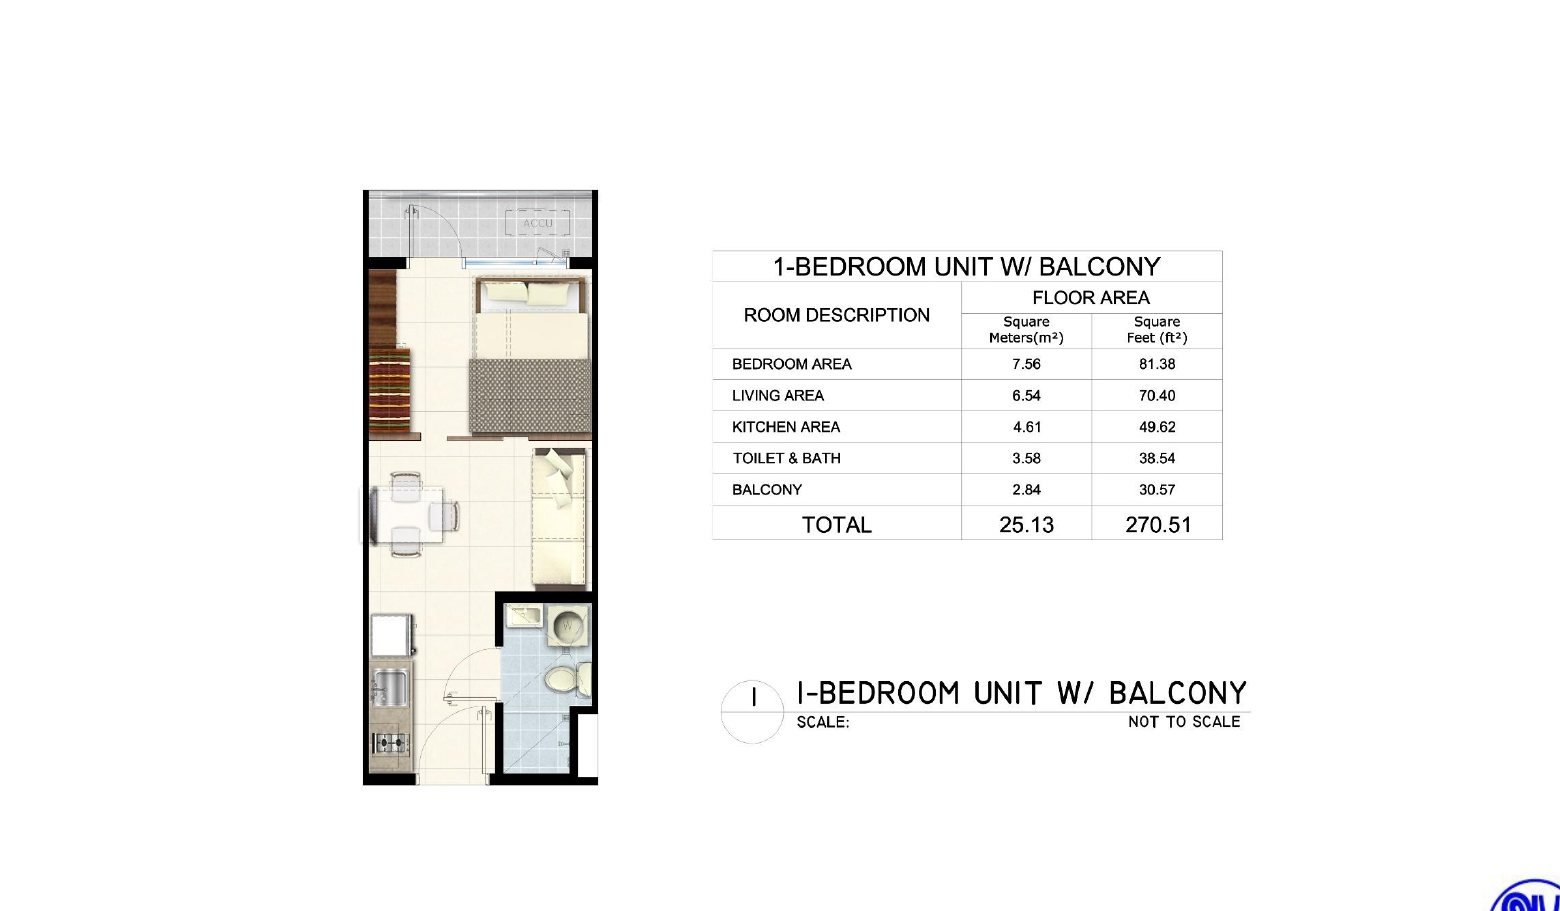 ACCU
W
1-BEDROOM UNIT W/ BALCONY
ROOM DESCRIPTION
FLOOR AREA
Square Meters(m²)
Square Feet (ft²)
BEDROOM AREA 7.56 81.38
LIVING AREA 6.54 70.40
KITCHEN AREA 4.61 49.62
TOILET & BATH 3.58 38.54
BALCONY 2.84 30.57
TOTAL 25.13 270.51
1
1-BEDROOM UNIT W/ BALCONY
SCALE: NOT TO SCALE